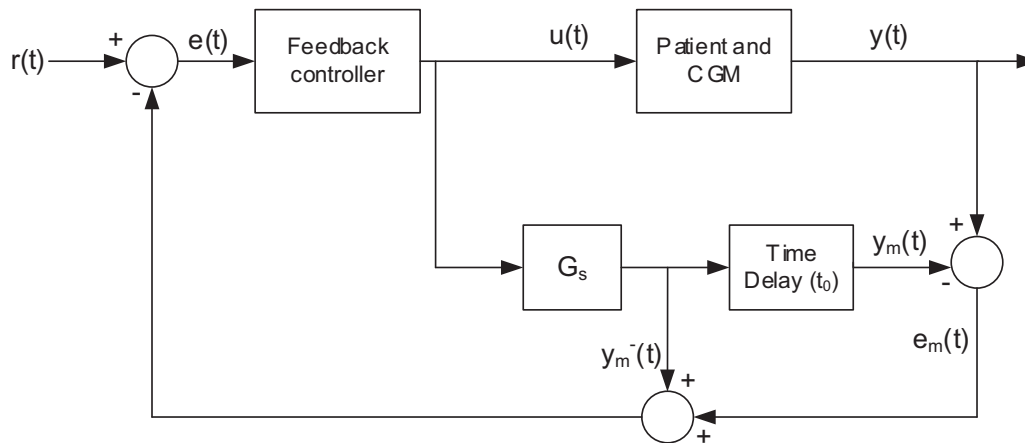 +
r(t)
e(t)
-
Feedback
controller
u(t)
Patient and
CGM
y(t)
G_s
Time
Delay (t_0)
y_m(t)
+
-
e_m(t)
y_m^-(t)
+
+